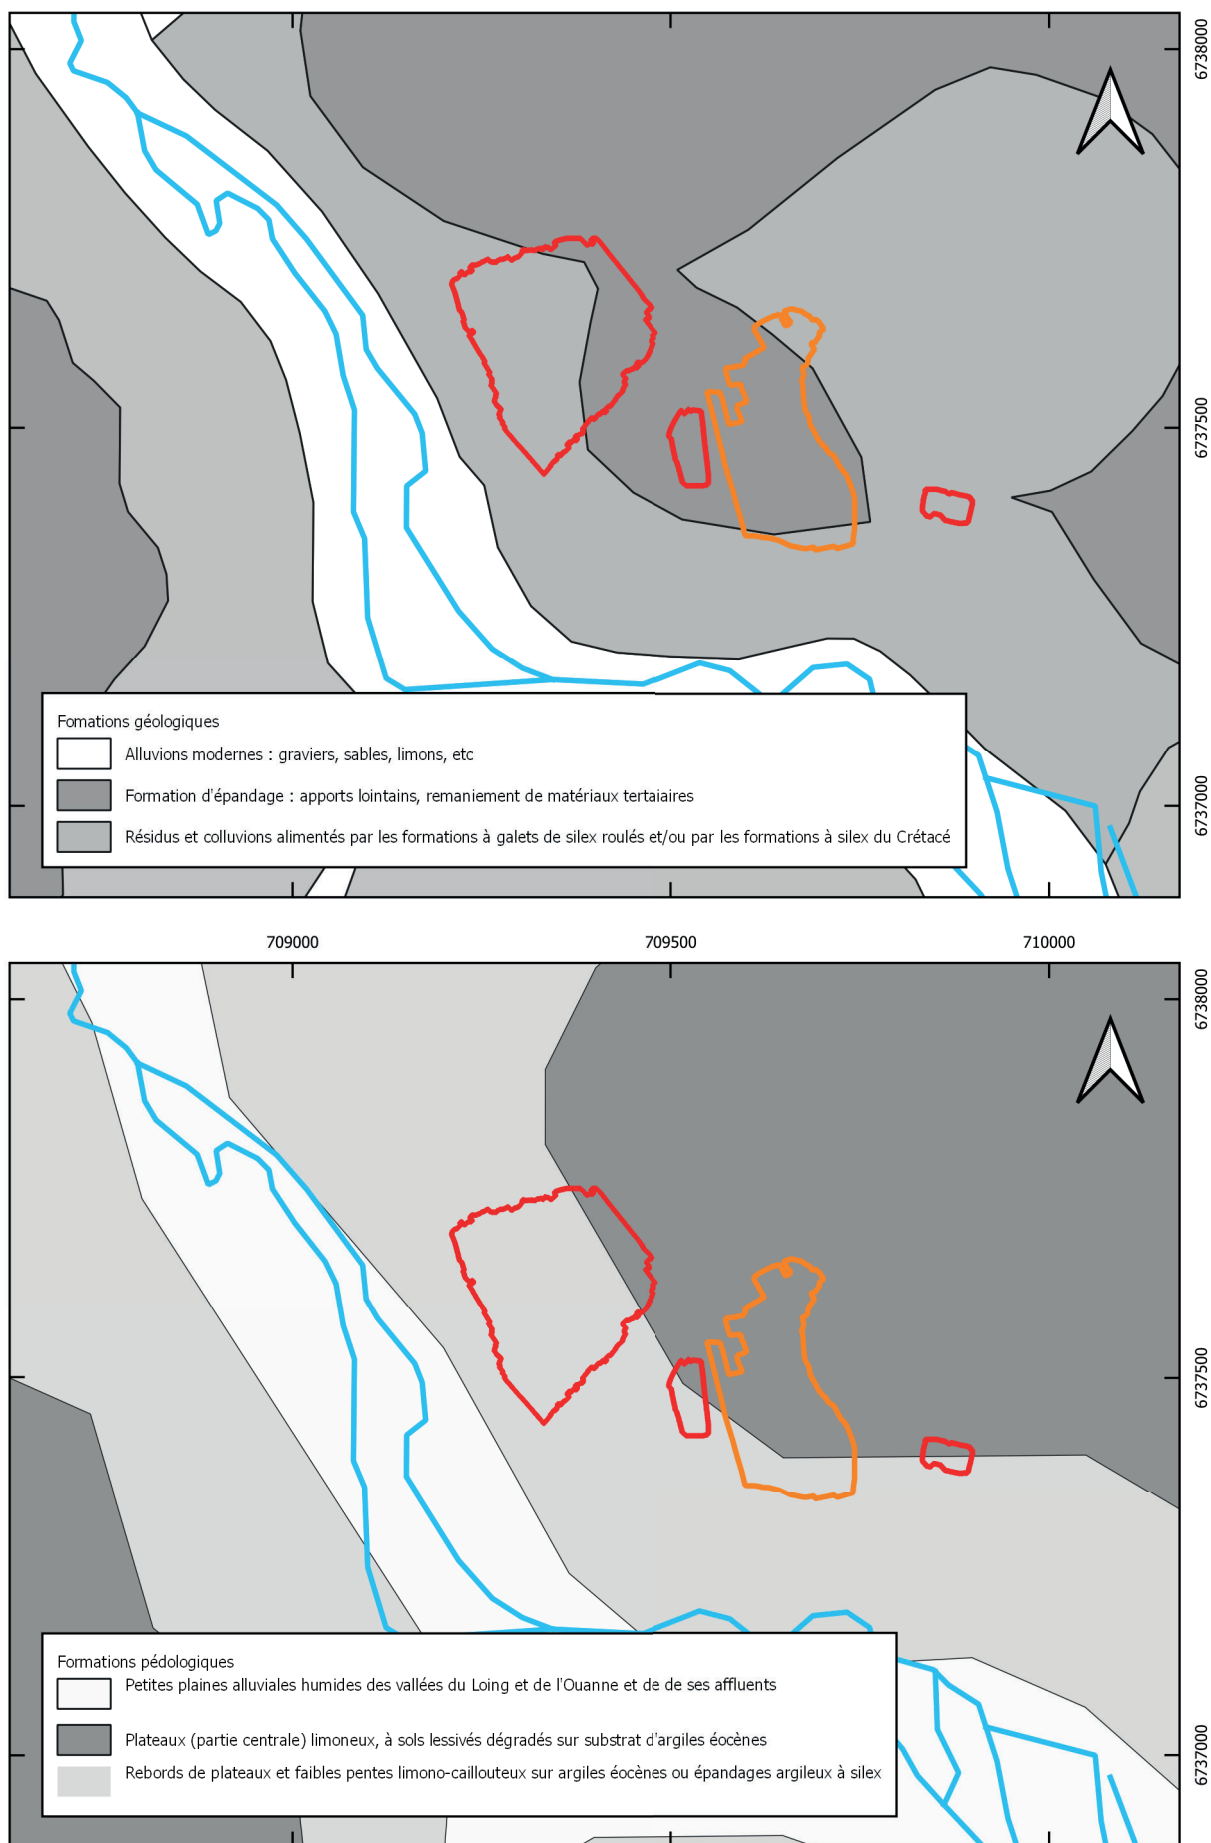 6738000
6737500
Fomations géologiques
Alluvions modernes : graviers, sables, limons, etc
Formation d'épandage : apports lointains, remaniement de matériaux tertaiaires
Résidus et colluvions alimentés par les formations à galets de silex roulés et/ou par les formations à silex du Crétacé
6737000
709000 709500 710000
6738000
6737500
Formations pédologiques
Petites plaines alluviales humides des vallées du Loing et de l'Ouanne et de de ses affluents
Plateaux (partie centrale) limoneux, à sols lessivés dégradés sur substrat d'argiles éocènes
Rebords de plateaux et faibles pentes limono-caillouteux sur argiles éocènes ou épandages argileux à silex
6737000